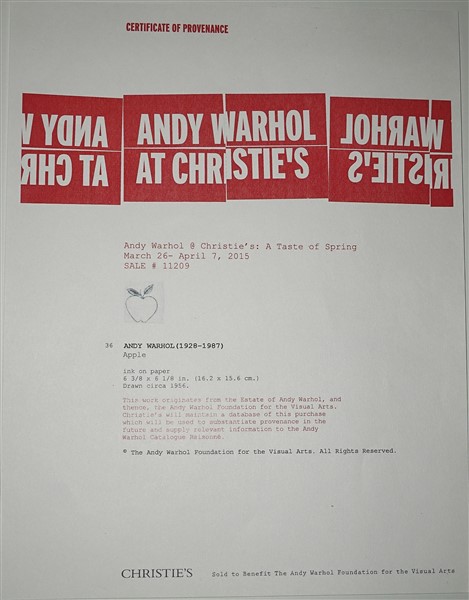 CERTIFICATE OF PROVENANCE
ANDY W
AT CHR
ANDY WARHOL
AT CHRISTIE'S
WARHOL
RISTIE'S
Andy Warhol @ Christie's: A Taste of Spring
March 26- April 7, 2015
SALE # 11209
36 ANDY WARHOL(1928-1987)
Apple
ink on paper
6 3/8 x 6 1/8 in. (16.2 x 15.6 cm.)
Drawn circa 1956.
This work originates from the Estate of Andy Warhol, and
thence, the Andy Warhol Foundation for the Visual Arts.
Christie's will maintain a database of this purchase
which will be used to substantiate provenance in the
future and supply relevant information to the Andy
Warhol Catalogue Raisonné.
© The Andy Warhol Foundation for the Visual Arts. All Rights Reserved.
CHRISTIE'S Sold to Benefit The Andy Warhol Foundation for the Visual Arts